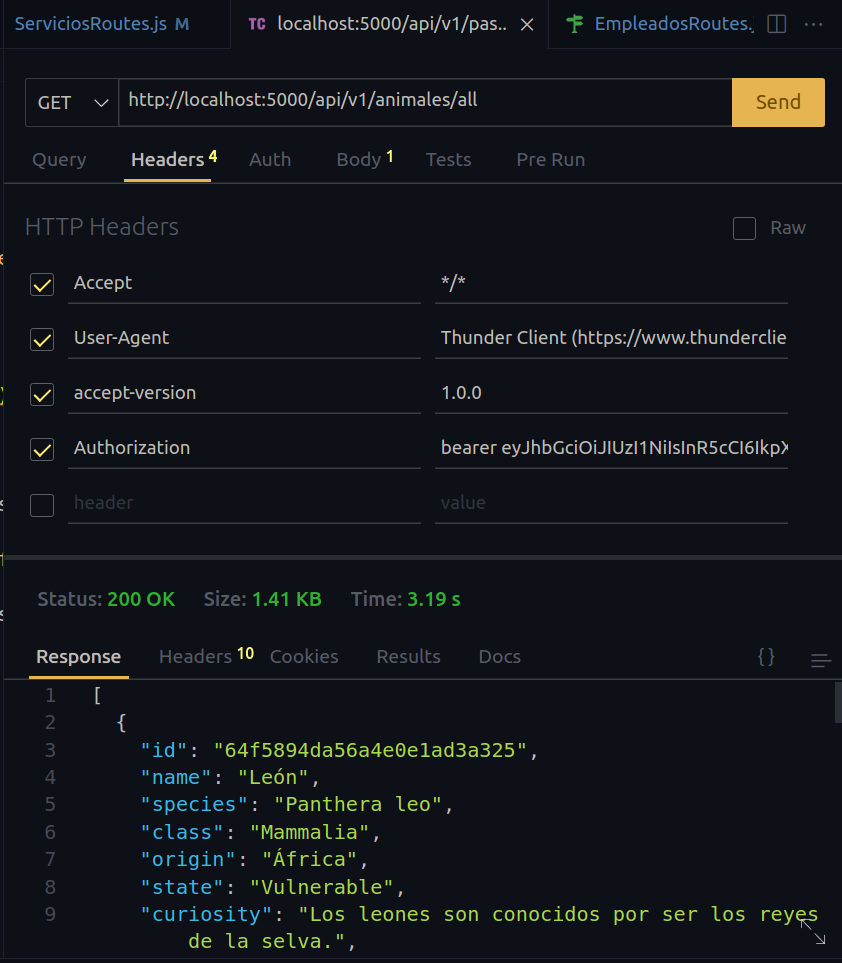 ServiciosRoutes.js M
TC localhost:5000/api/v1/pas..
EmpleadosRoutes.
GET
http://localhost:5000/api/v1/animales/all
Send
Query Headers 4 Auth Body 1 Tests Pre Run
HTTP Headers
Raw
Accept */*
User-Agent Thunder Client (https://www.thunderclie
accept-version 1.0.0
Authorization bearer eyJhbGciOiJIUzI1NiIsInR5cCI6IkpX
header value
Status: 200 OK Size: 1.41 KB Time: 3.19 s
Response Headers 10 Cookies Results Docs {}
1 [
2 {
3 "id": "64f5894da56a4e0e1ad3a325",
4 "name": "León",
5 "species": "Panthera leo",
6 "class": "Mammalia",
7 "origin": "África",
8 "state": "Vulnerable",
9 "curiosity": "Los leones son conocidos por ser los reyes
de la selva.",